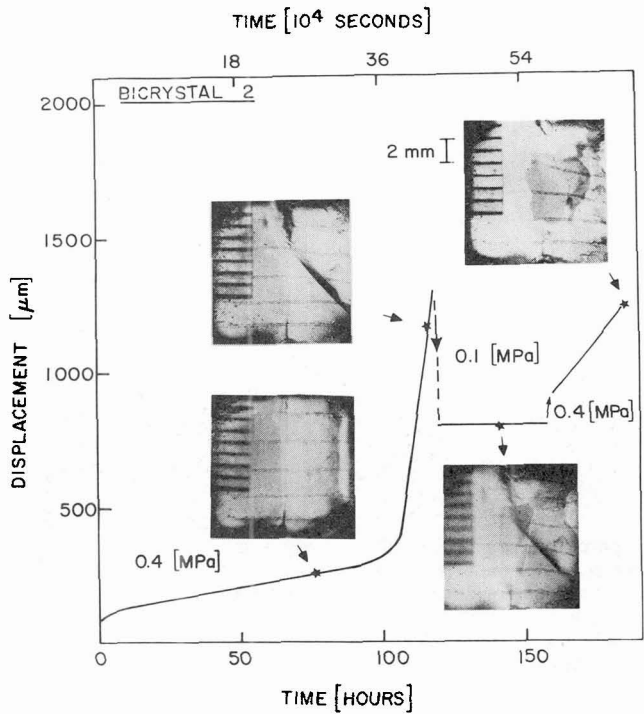 TIME [10⁴ SECONDS]
18 36 54
BICRYSTAL 2
2000
1500
1000
500
DISPLACEMENT [µm]
2 mm
0.1 [MPa]
0.4 [MPa]
0.4 [MPa]
0 50 100 150
TIME [HOURS]